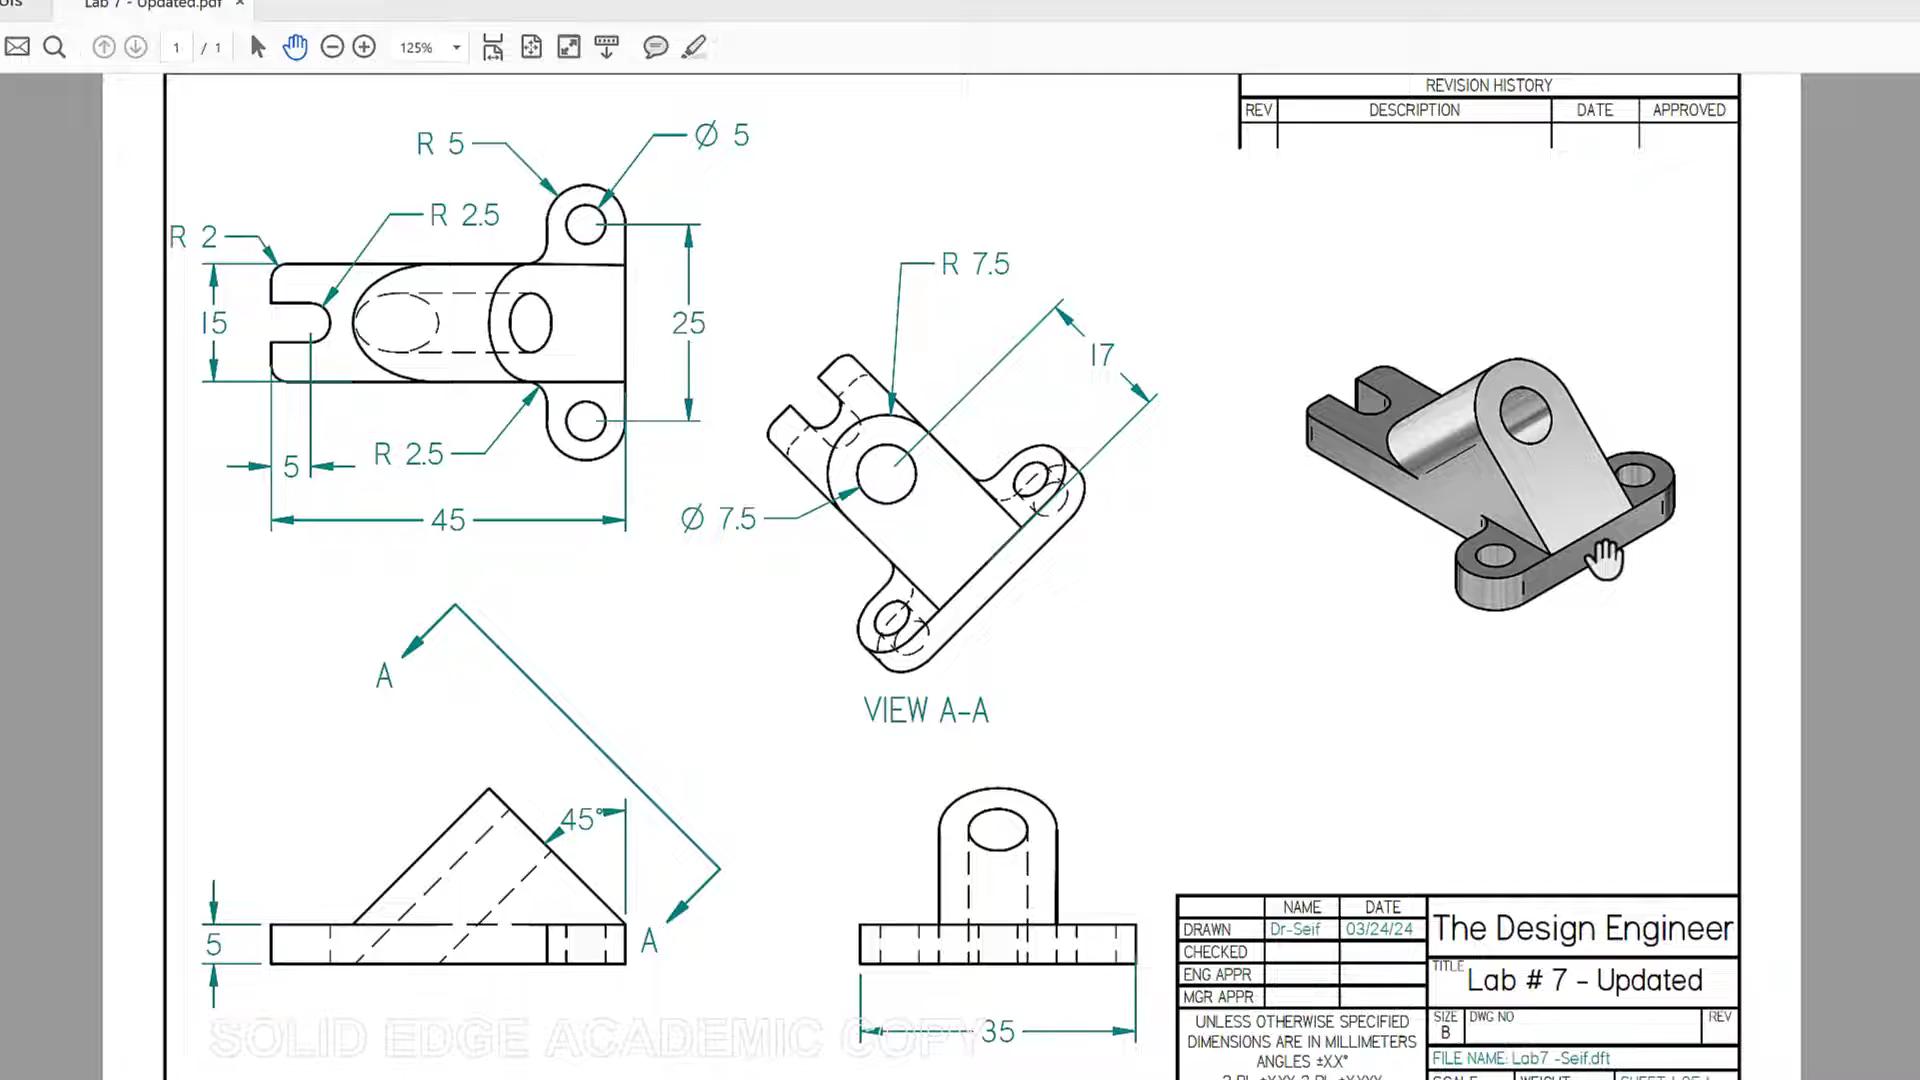 Lab 7 - Updated.pdf ×
1 / 1 125%
REVISION HISTORY
REV DESCRIPTION DATE APPROVED
R 5
Ø 5
R 2.5
R 2
15
25
R 2.5
5
45
R 7.5
17
Ø 7.5
VIEW A-A
A
45°
A
5
35
SOLID EDGE ACADEMIC COPY
NAME DATE
DRAWN Dr-Seif 03/24/24
CHECKED
ENG APPR
MGR APPR
The Design Engineer
TITLE
Lab # 7 - Updated
SIZE DWG NO REV
B
UNLESS OTHERWISE SPECIFIED
DIMENSIONS ARE IN MILLIMETERS
ANGLES ±X.X°
FILE NAME: Lab7 -Seif.dft